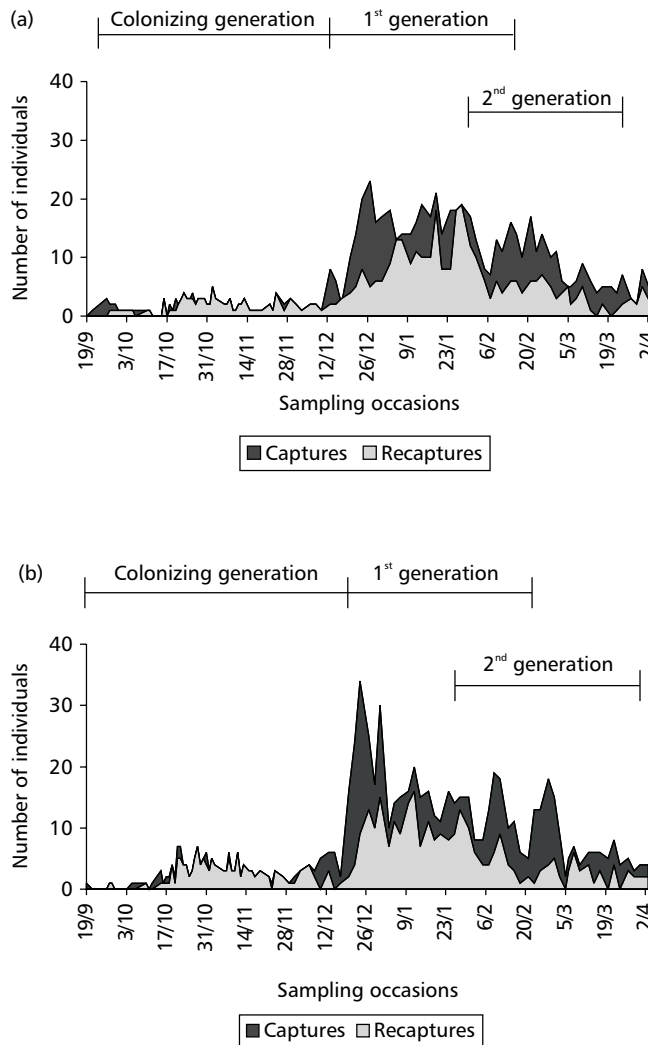 (a)
Colonizing generation
1st generation
2nd generation
Number of individuals
40
30
20
10
0
19/9
3/10
17/10
31/10
14/11
28/11
12/12
26/12
9/1
23/1
6/2
20/2
5/3
19/3
2/4
Sampling occasions
Captures Recaptures
(b)
Colonizing generation
1st generation
2nd generation
Number of individuals
40
30
20
10
0
19/9
3/10
17/10
31/10
14/11
28/11
12/12
26/12
9/1
23/1
6/2
20/2
5/3
19/3
2/4
Sampling occasions
Captures Recaptures